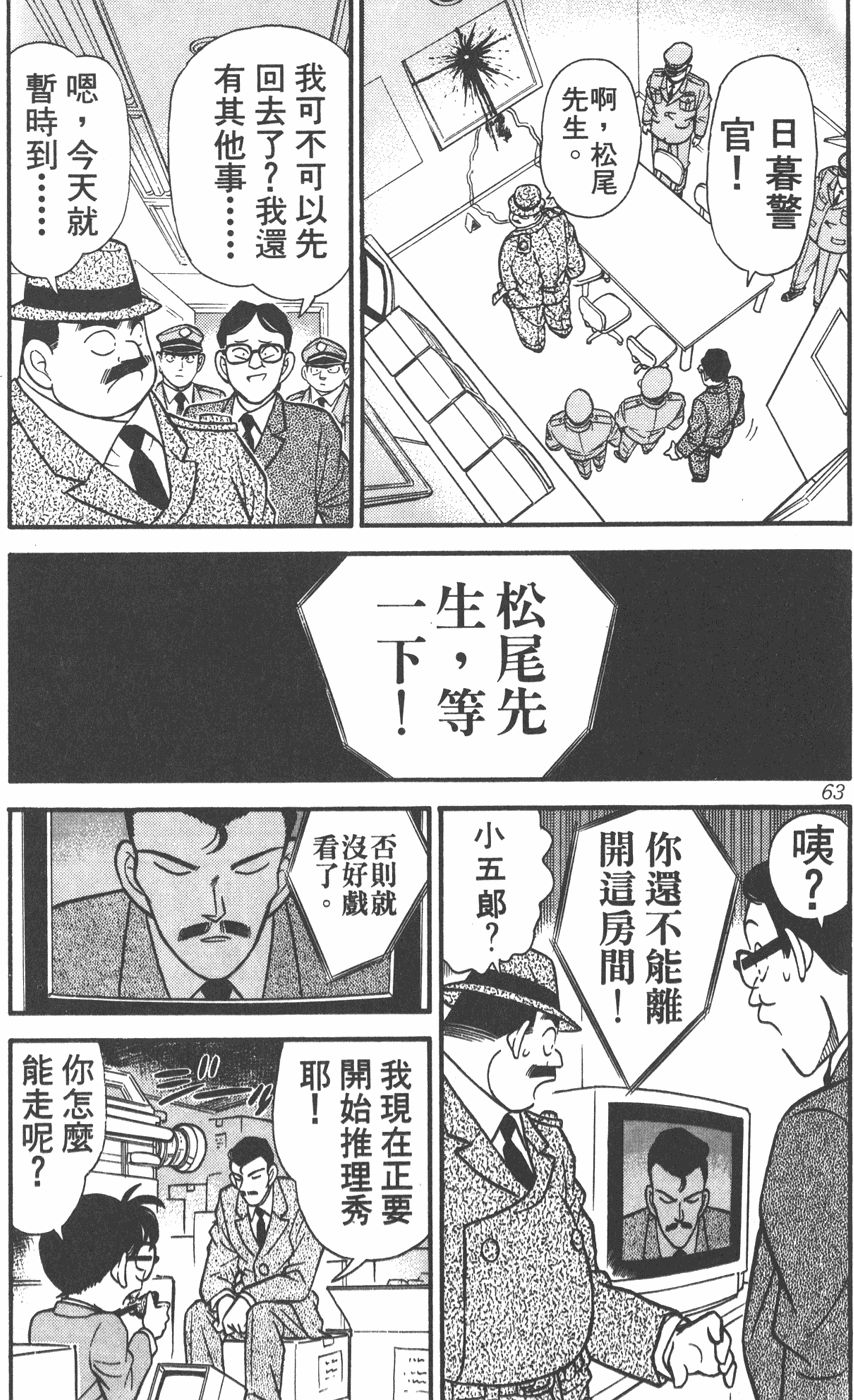 日暮警
官！
啊，松尾
先生。
我可不可以先
回去了？我還
有其他事……
嗯，今天就
暫時到……
松尾先
生，等
一下！
63
咦？
你還不能離
開這房間！
小五郎？
否則就
沒好戲
看了。
我現在正要
開始推理秀
耶！
你怎麼
能走呢？